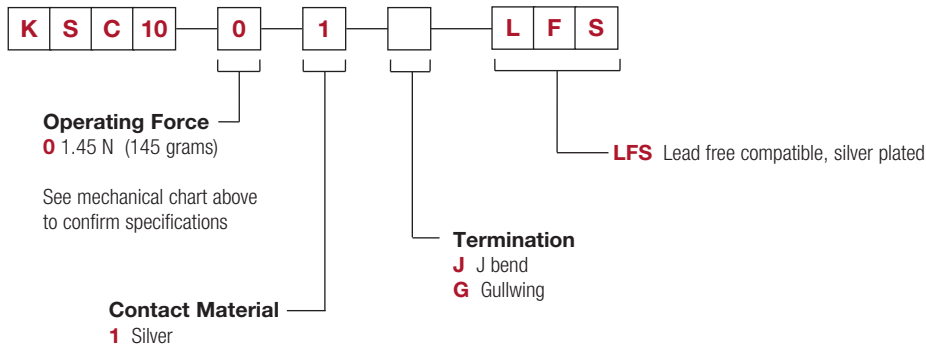 K S C 10 0 1 L F S
Operating Force
0 1.45 N (145 grams)
See mechanical chart above
to confirm specifications
LFS Lead free compatible, silver plated
Termination
J J bend
G Gullwing
Contact Material
1 Silver